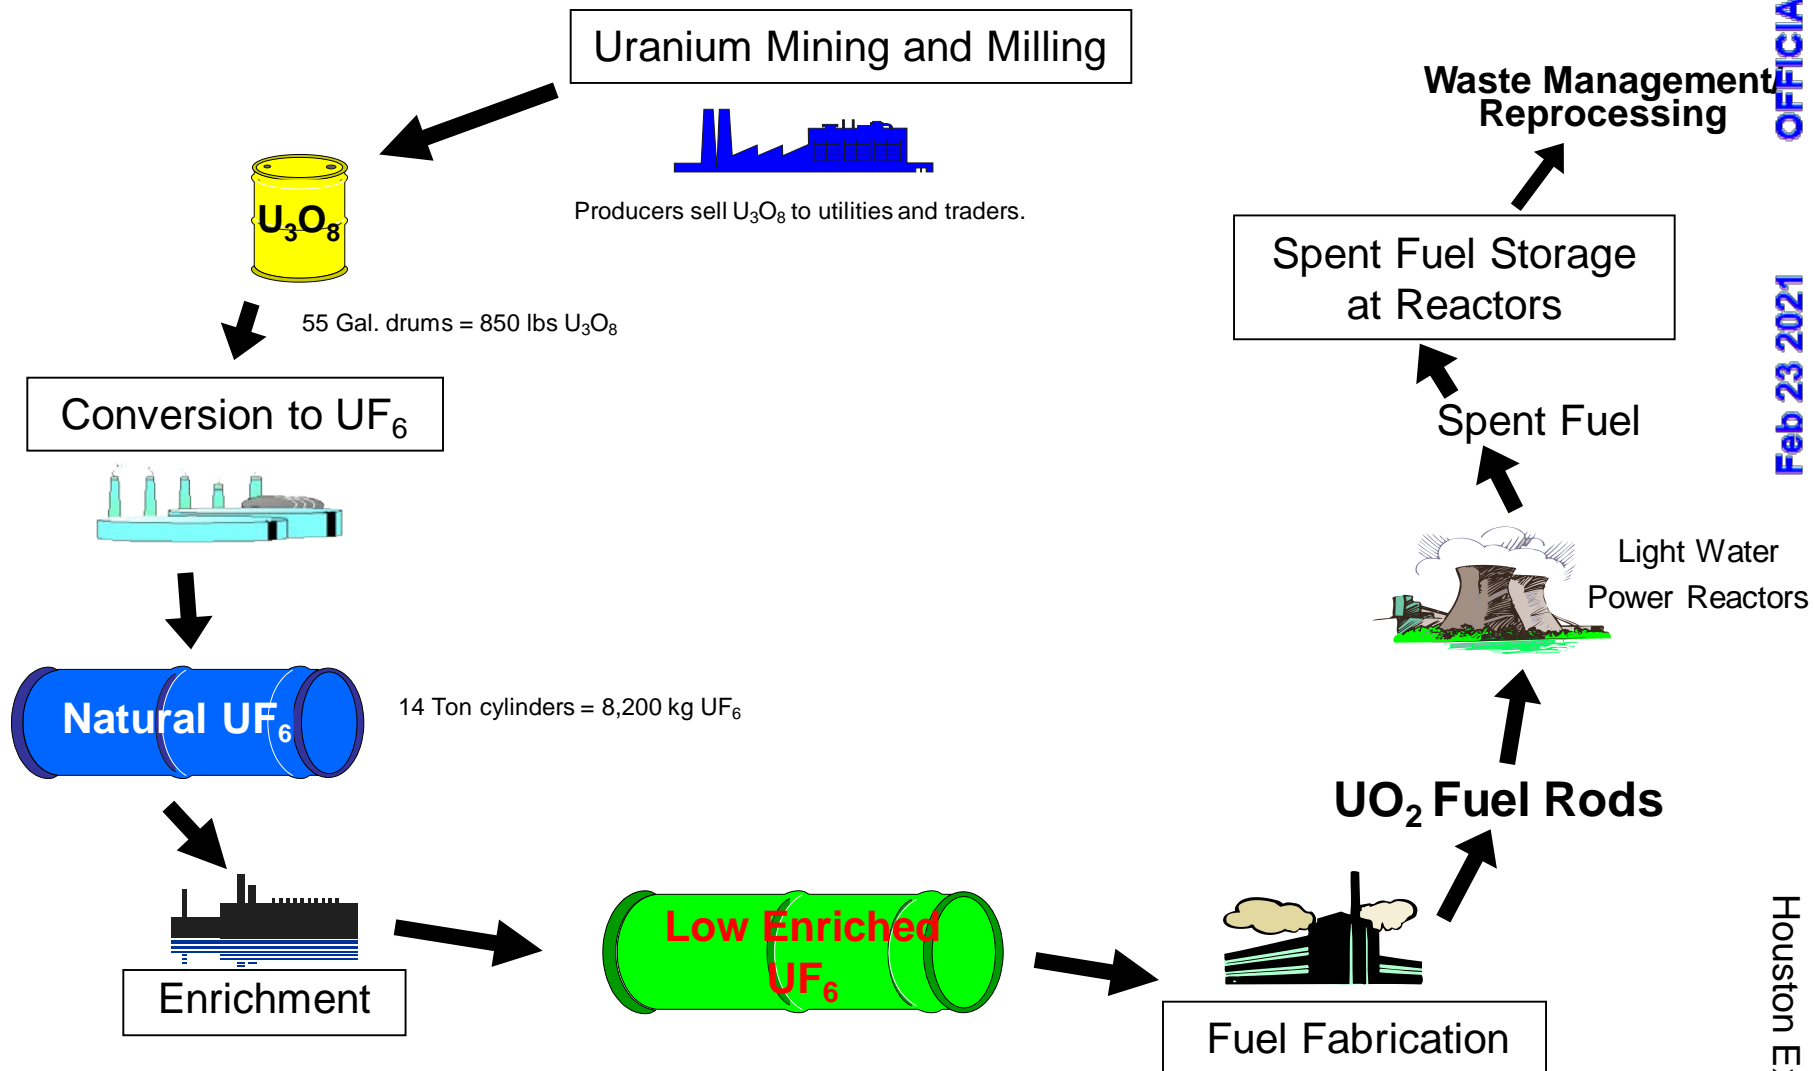 Uranium Mining and Milling
Producers sell U₃O₈ to utilities and traders.
U₃O₈
55 Gal. drums = 850 lbs U₃O₈
Conversion to UF₆
Natural UF₆
14 Ton cylinders = 8,200 kg UF₆
Enrichment
Low Enriched
UF₆
Fuel Fabrication
UO₂ Fuel Rods
Light Water
Power Reactors
Spent Fuel
Spent Fuel Storage
at Reactors
Waste Management/
Reprocessing
Feb 23 2021
Houston